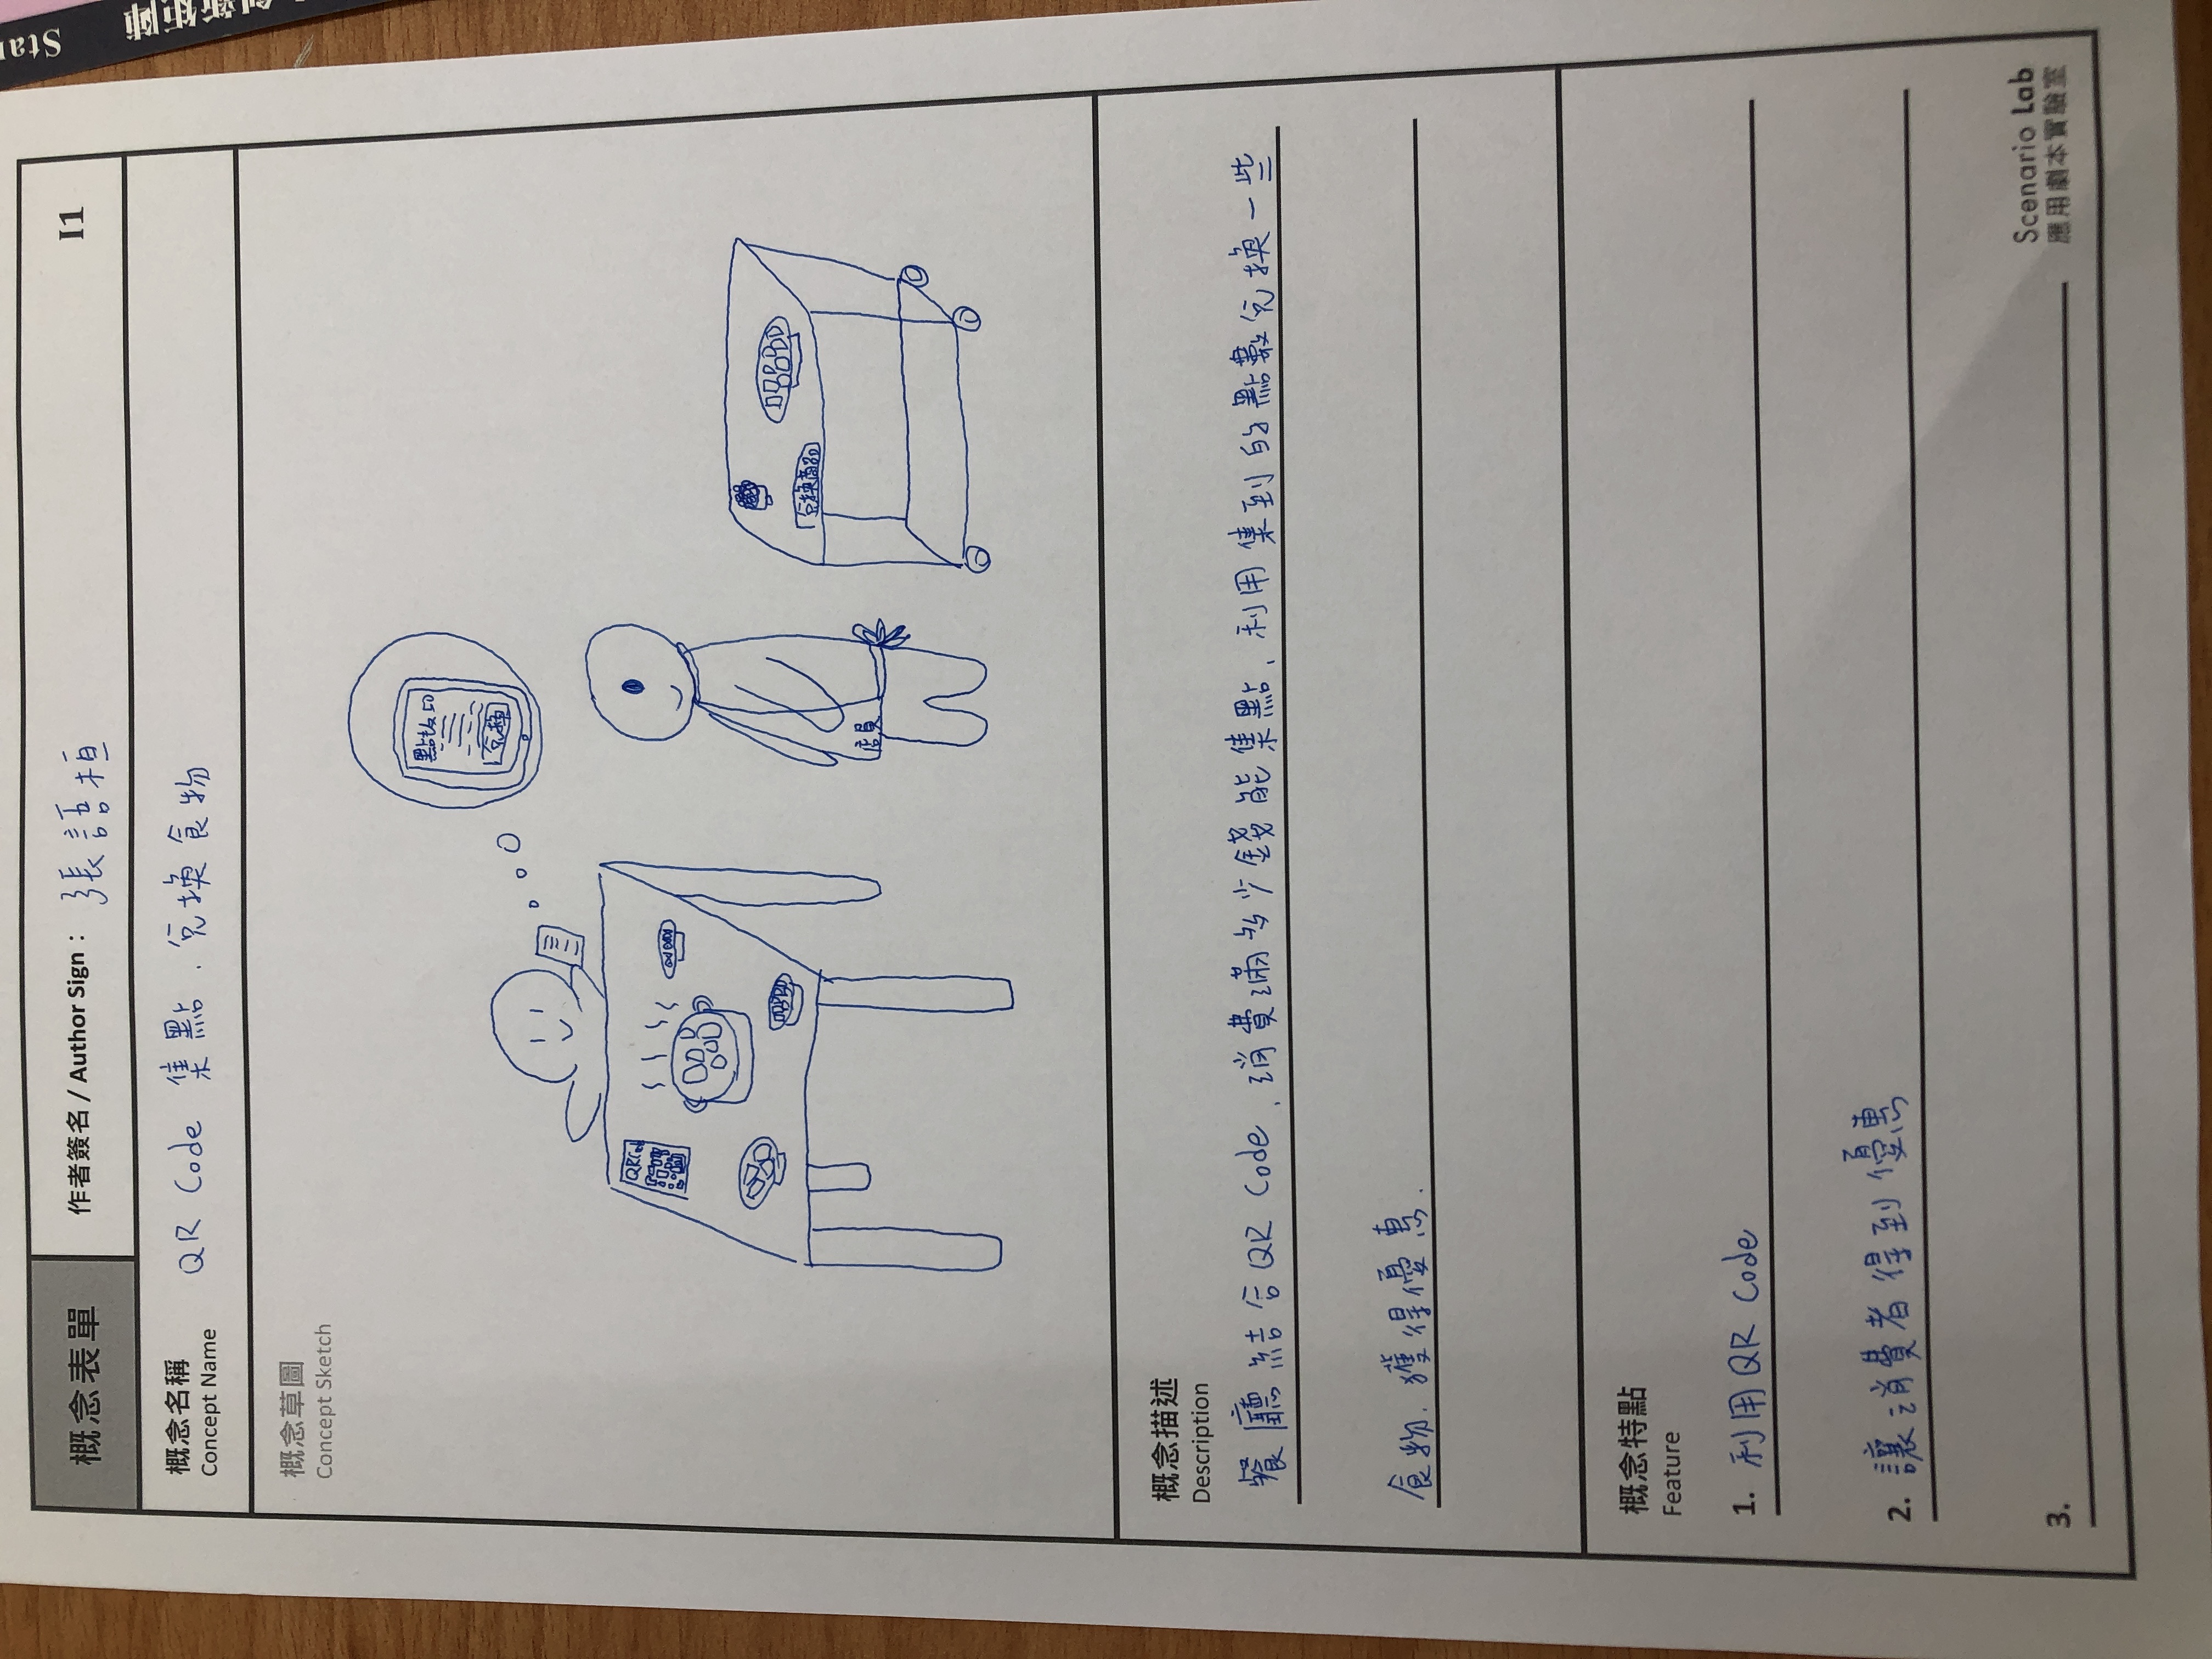 概念表單
作者簽名 / Author Sign： 張語桓
I1
概念名稱 QR Code 集點.兌換食物
Concept Name
概念草圖
Concept Sketch
點數50
兌換
QRCode
店員
兌換商品
概念描述
Description
餐廳結合QR Code,消費滿多少錢能集點,利用集到的點數兌換一些
食物.獲得優惠.
概念特點
Feature
1. 利用QR Code
2. 讓消費者得到優惠
3.
Scenario Lab
應用劇本實驗室
Sta